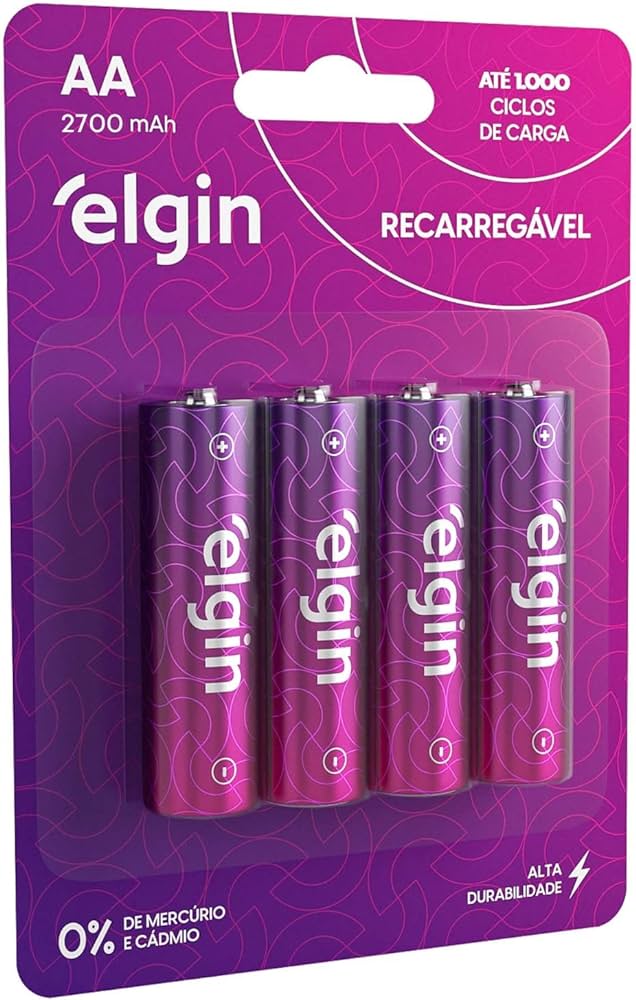 AA
2700 mAh
elgin
ATÉ 1.000
CICLOS
DE CARGA
RECARREGÁVEL
elgin
elgin
elgin
elgin
0% DE MERCÚRIO
E CÁDMIO
ALTA
DURABILIDADE